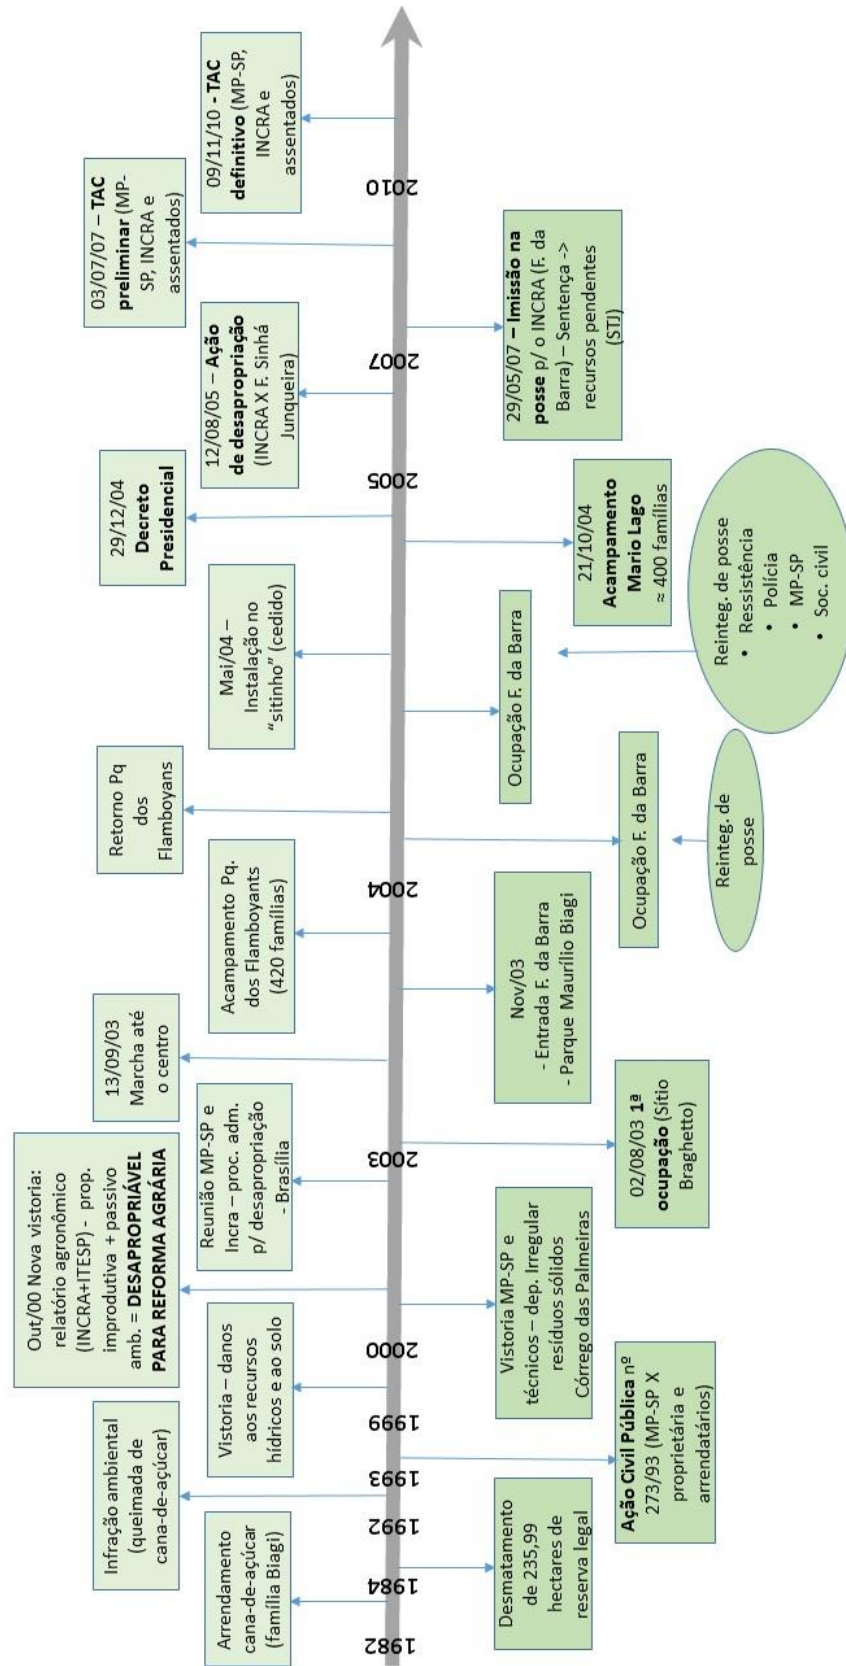 Arrendamento
cana-de-açúcar
(família Biagi)
Infração ambiental
(queimada de
cana-de-açúcar)
Vistoria – danos
aos recursos
hídricos e ao solo
Out/00 Nova vistoria:
relatório agronômico
(INCRA+ITESP) - prop.
improdutiva + passivo
amb. = DESAPROPRIÁVEL
PARA REFORMA AGRÁRIA
Reunião MP-SP e
Incra – proc. adm.
p/ desapropriação
- Brasília
13/09/03
Marcha até
o centro
Acampamento Pq.
dos Flamboyants
(420 famílias)
Retorno Pq
dos
Flamboyans
Mai/04 –
Instalação no
“sitinho” (cedido)
29/12/04
Decreto
Presidencial
12/08/05 – Ação
de desapropriação
(INCRA X F. Sinhá
Junqueira)
03/07/07 – TAC
preliminar (MP-
SP, INCRA e
assentados)
09/11/10 - TAC
definitivo (MP-SP,
INCRA e
assentados)
1982
1984
1992
1993
1999
2000
2003
2004
2005
2007
2010
Desmatamento
de 235,99
hectares de
reserva legal
Ação Civil Pública nº
273/93 (MP-SP X
proprietária e
arrendatários)
Vistoria MP-SP e
técnicos – dep. Irregular
resíduos sólidos
Córrego das Palmeiras
02/08/03 1ª
ocupação (Sítio
Braghetto)
Nov/03
- Entrada F. da Barra
- Parque Maurílio Biagi
Ocupação F. da Barra
Reinteg. de
posse
Ocupação F. da Barra
Reinteg. de posse
• Ressistência
• Polícia
• MP-SP
• Soc. civil
21/10/04
Acampamento
Mario Lago
≈ 400 famílias
29/05/07 – Imissão na
posse p/ o INCRA (F. da
Barra) – Sentença ->
recursos pendentes
(STJ)